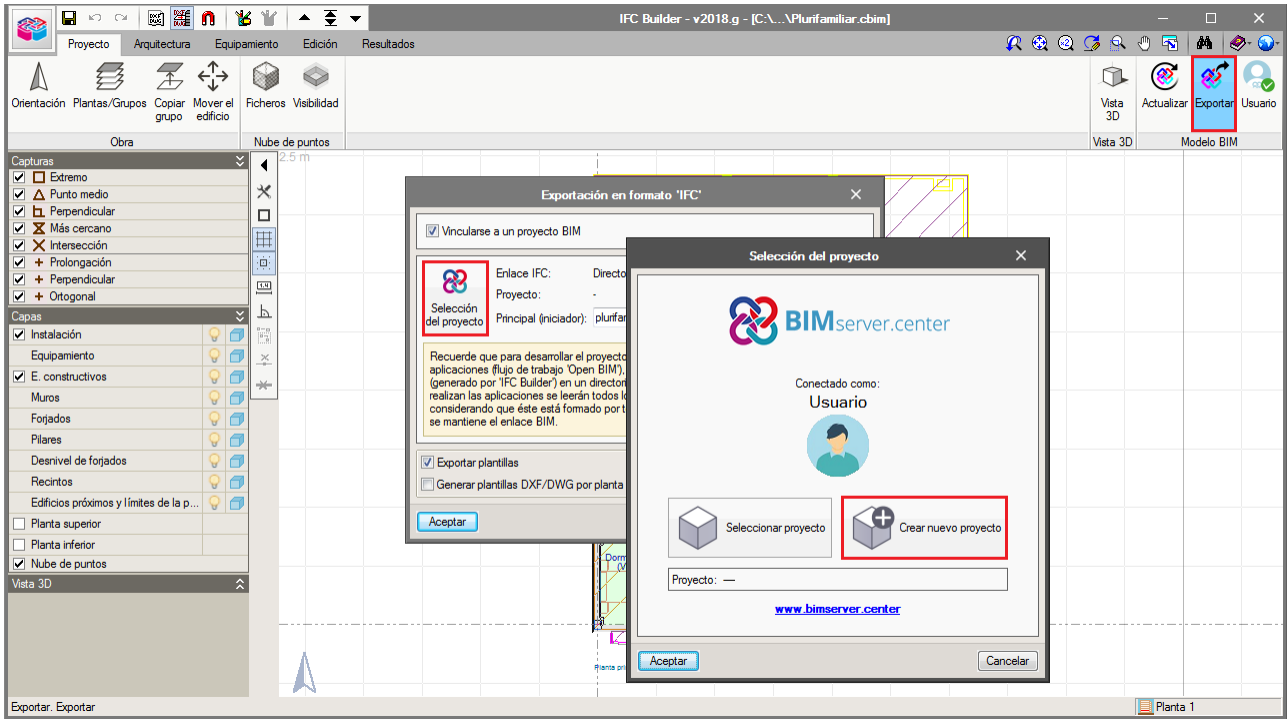 IFC Builder - v2018.g - [C:\...\Plurifamiliar.cbim]
Proyecto Arquitectura Equipamiento Edición Resultados
Orientación Plantas/Grupos Copiar grupo Mover el edificio Ficheros Visibilidad Vista 3D Actualizar Exportar Usuario
Obra Nube de puntos Vista 3D Modelo BIM
Capturas
Extremo
Punto medio
Perpendicular
Más cercano
Intersección
Prolongación
Perpendicular
Ortogonal
Capas
Instalación
Equipamiento
E. constructivos
Muros
Forjados
Pilares
Desnivel de forjados
Recintos
Edificios próximos y límites de la p...
Planta superior
Planta inferior
Nube de puntos
Vista 3D
2.5 m
Exportación en formato 'IFC'
Vincularse a un proyecto BIM
Selección
del proyecto
Enlace IFC: Directo
Proyecto: -
Principal (iniciador): plurifar
Recuerde que para desarrollar el proyecto
aplicaciones (flujo de trabajo 'Open BIM'),
(generado por 'IFC Builder') en un director
realizan las aplicaciones se leerán todos lo
considerando que éste está formado por t
se mantiene el enlace BIM.
Exportar plantillas
Generar plantillas DXF/DWG por planta
Aceptar
Selección del proyecto
BIMserver.center
Conectado como:
Usuario
Seleccionar proyecto
Crear nuevo proyecto
Proyecto: —
www.bimserver.center
Aceptar Cancelar
Dorm
Planta pri
Exportar. Exportar
Planta 1